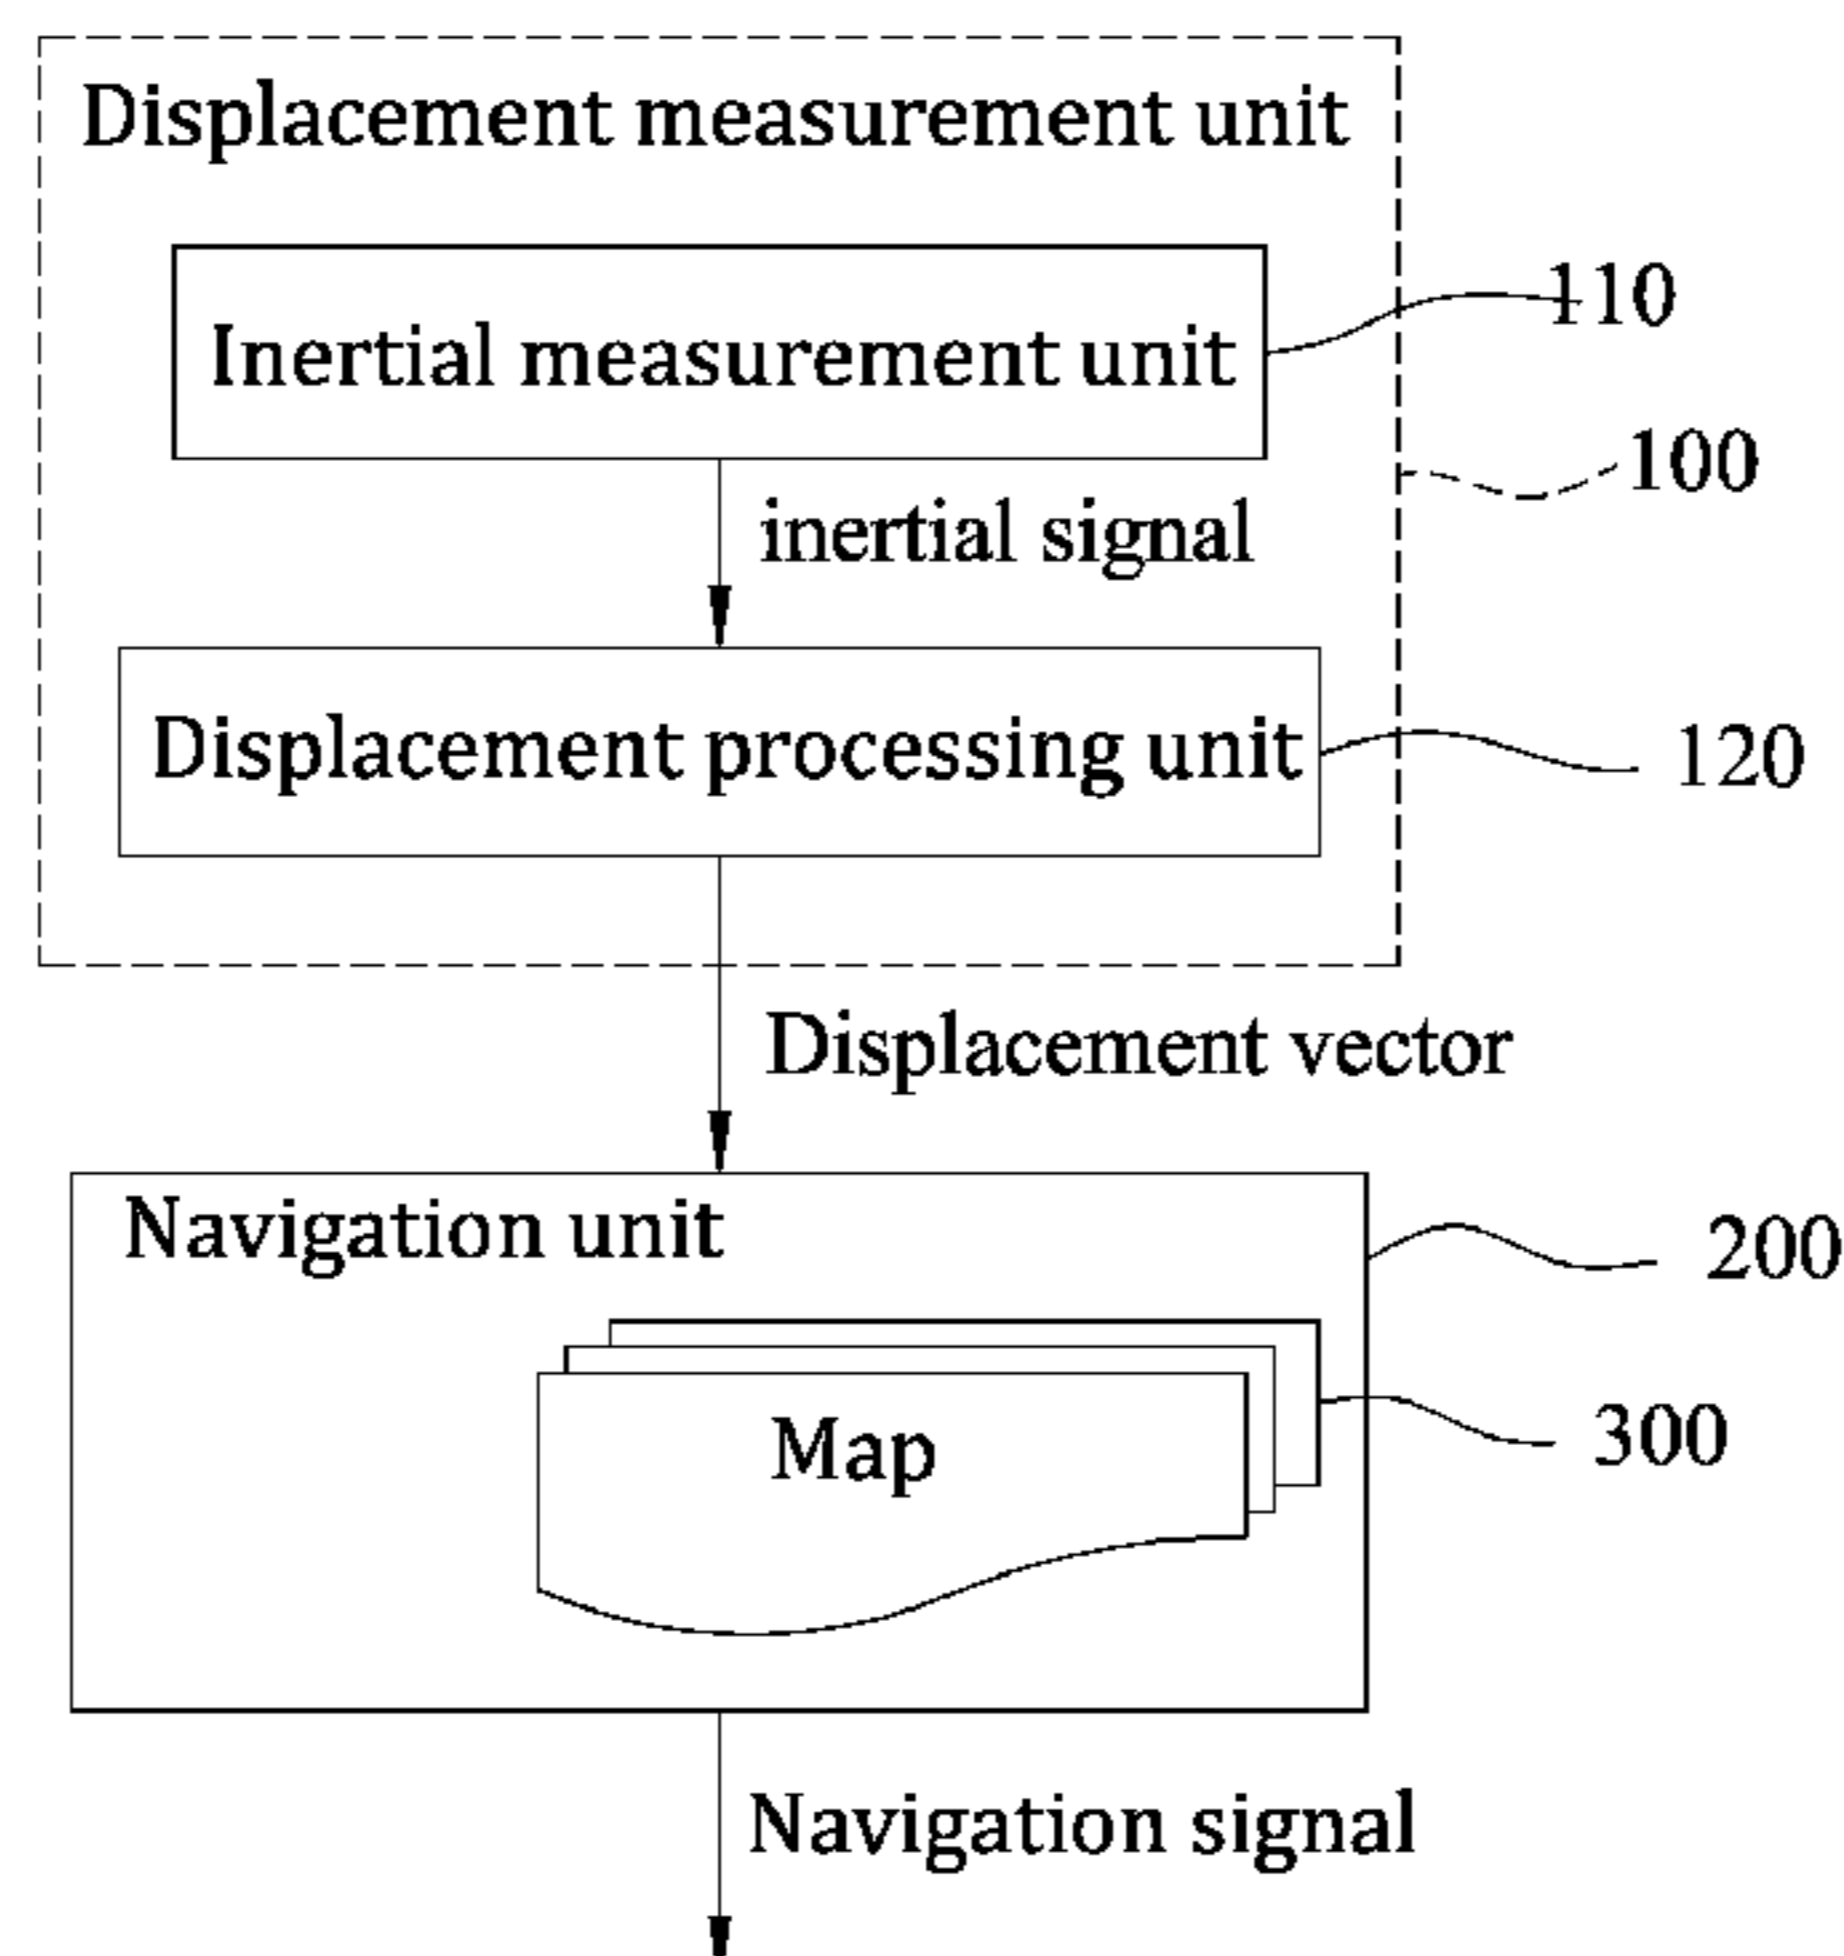 Displacement measurement unit
Inertial measurement unit
110
100
inertial signal
Displacement processing unit
120
Displacement vector
Navigation unit
200
Map
300
Navigation signal